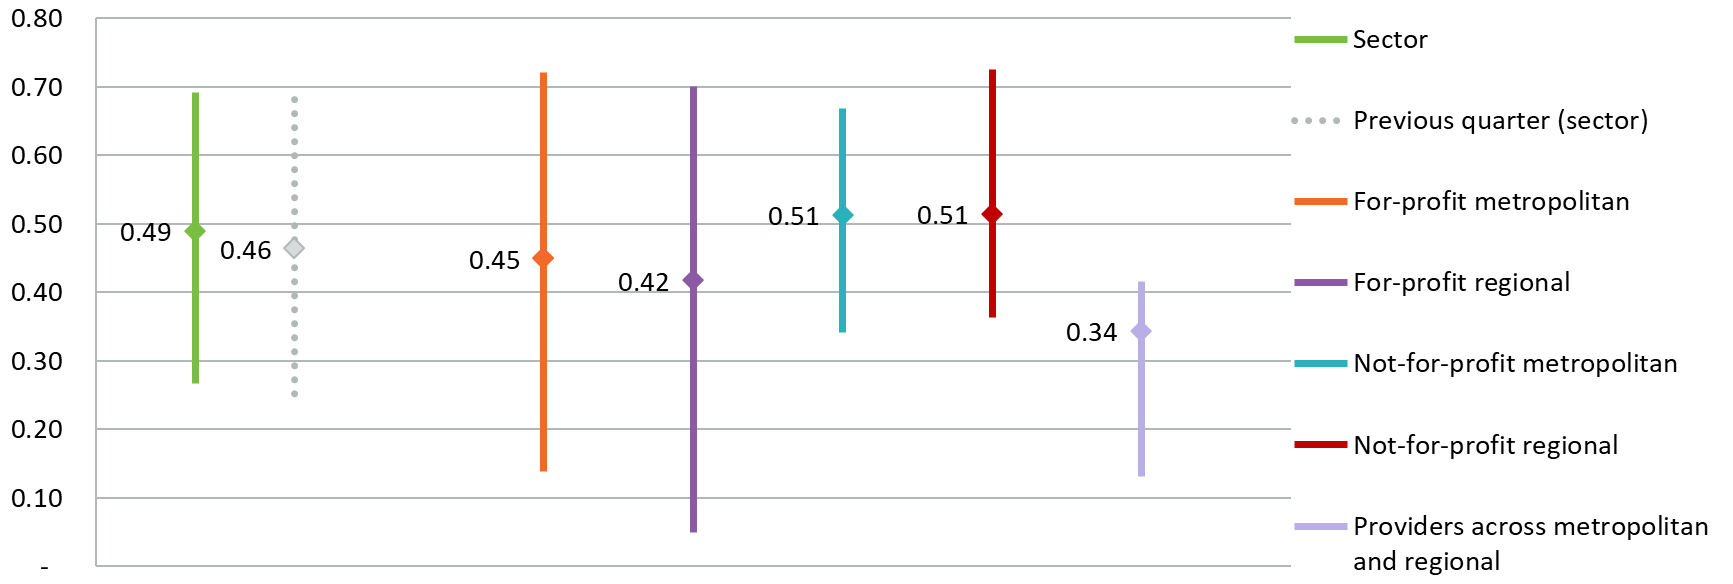 0.80
0.70
0.60
0.50
0.40
0.30
0.20
0.10
-
0.49
0.46
0.45
0.42
0.51
0.51
0.34
Sector
Previous quarter (sector)
For-profit metropolitan
For-profit regional
Not-for-profit metropolitan
Not-for-profit regional
Providers across metropolitan
and regional